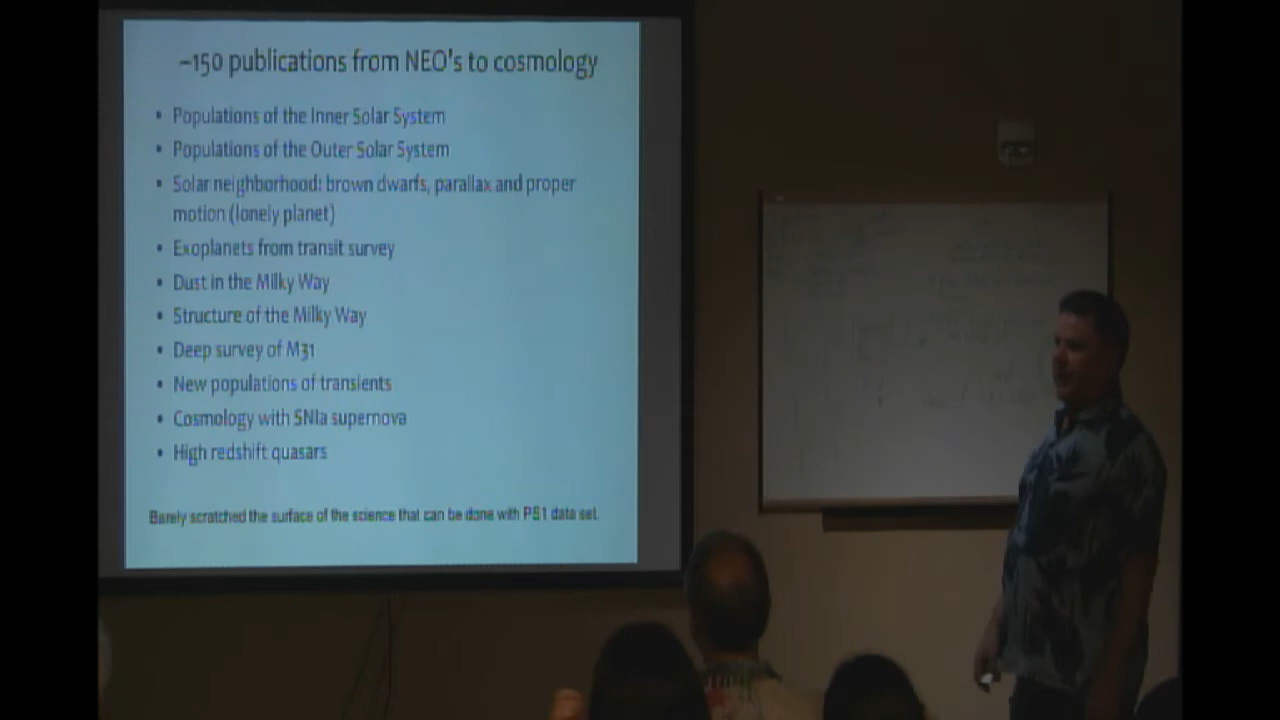 ~150 publications from NEO's to cosmology
• Populations of the Inner Solar System
• Populations of the Outer Solar System
• Solar neighborhood: brown dwarfs, parallax and proper
motion (lonely planet)
• Exoplanets from transit survey
• Dust in the Milky Way
• Structure of the Milky Way
• Deep survey of M31
• New populations of transients
• Cosmology with SNIa supernova
• High redshift quasars
Barely scratched the surface of the science that can be done with PS1 data set.